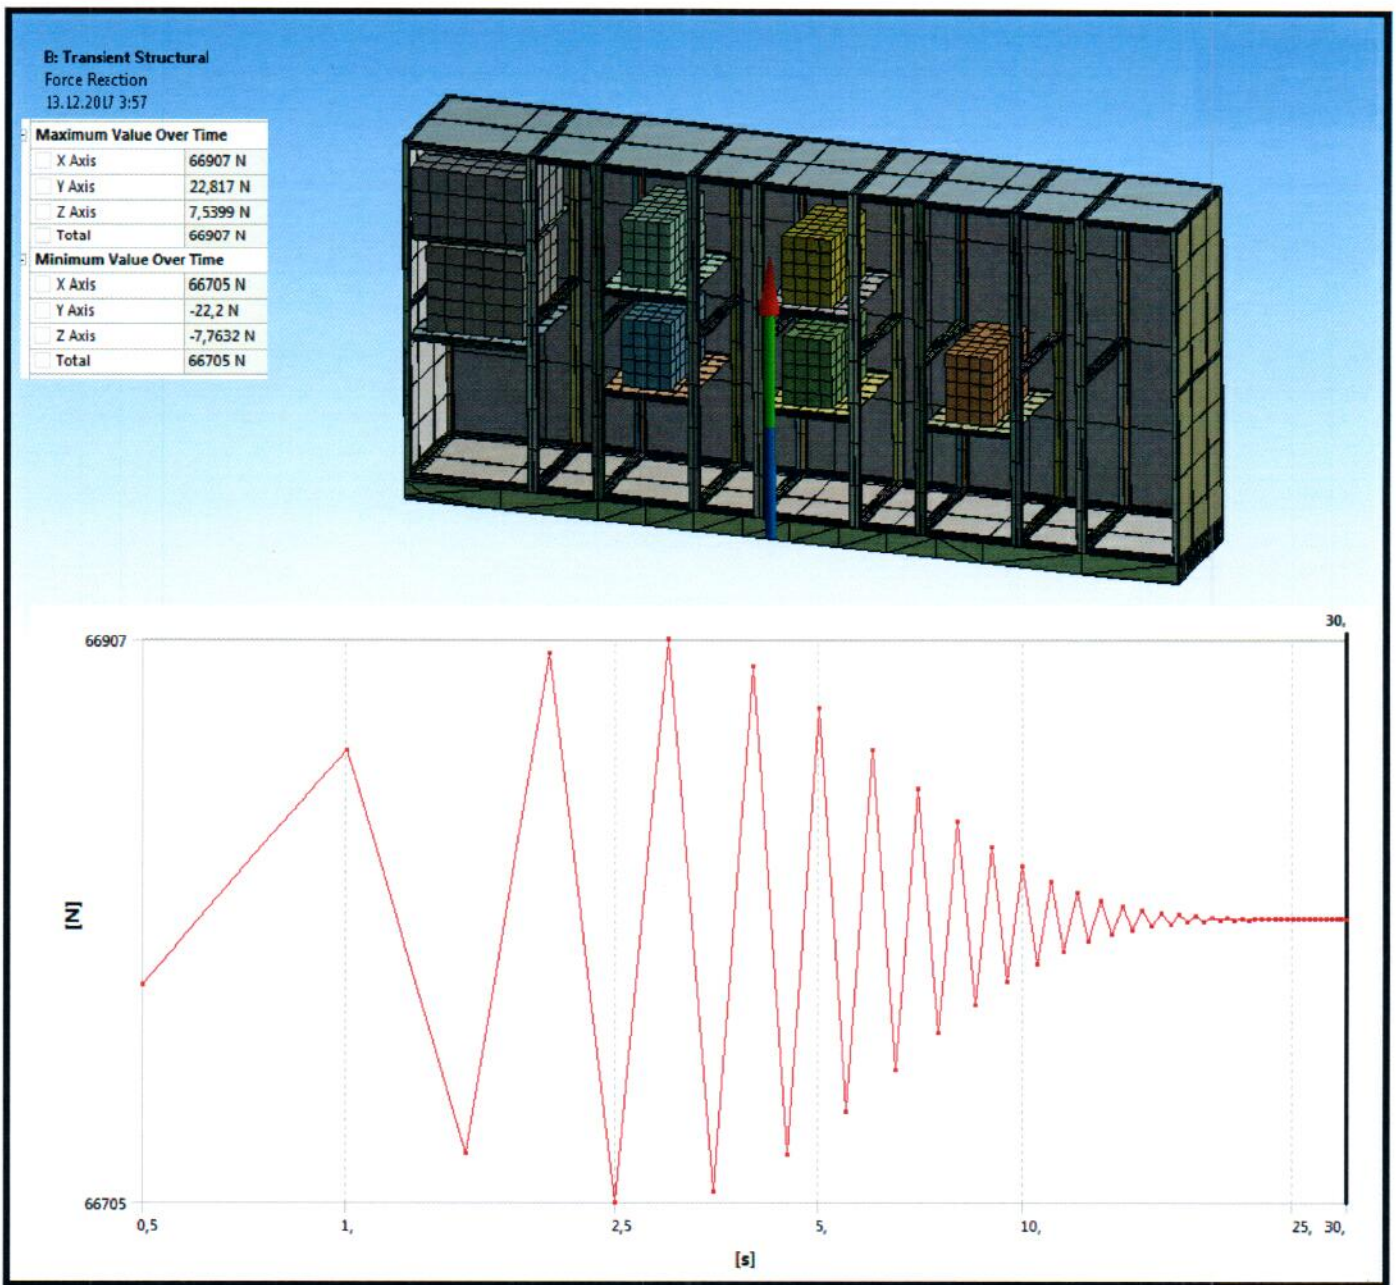 B: Transient Structural
Force Reaction
13.12.2017 3:57
Maximum Value Over Time
X Axis 66907 N
Y Axis 22,817 N
Z Axis 7,5399 N
Total 66907 N
Minimum Value Over Time
X Axis 66705 N
Y Axis -22,2 N
Z Axis -7,7632 N
Total 66705 N
30,
66907
[N]
66705
0,5 1, 2,5 5, 10, 25, 30,
[s]